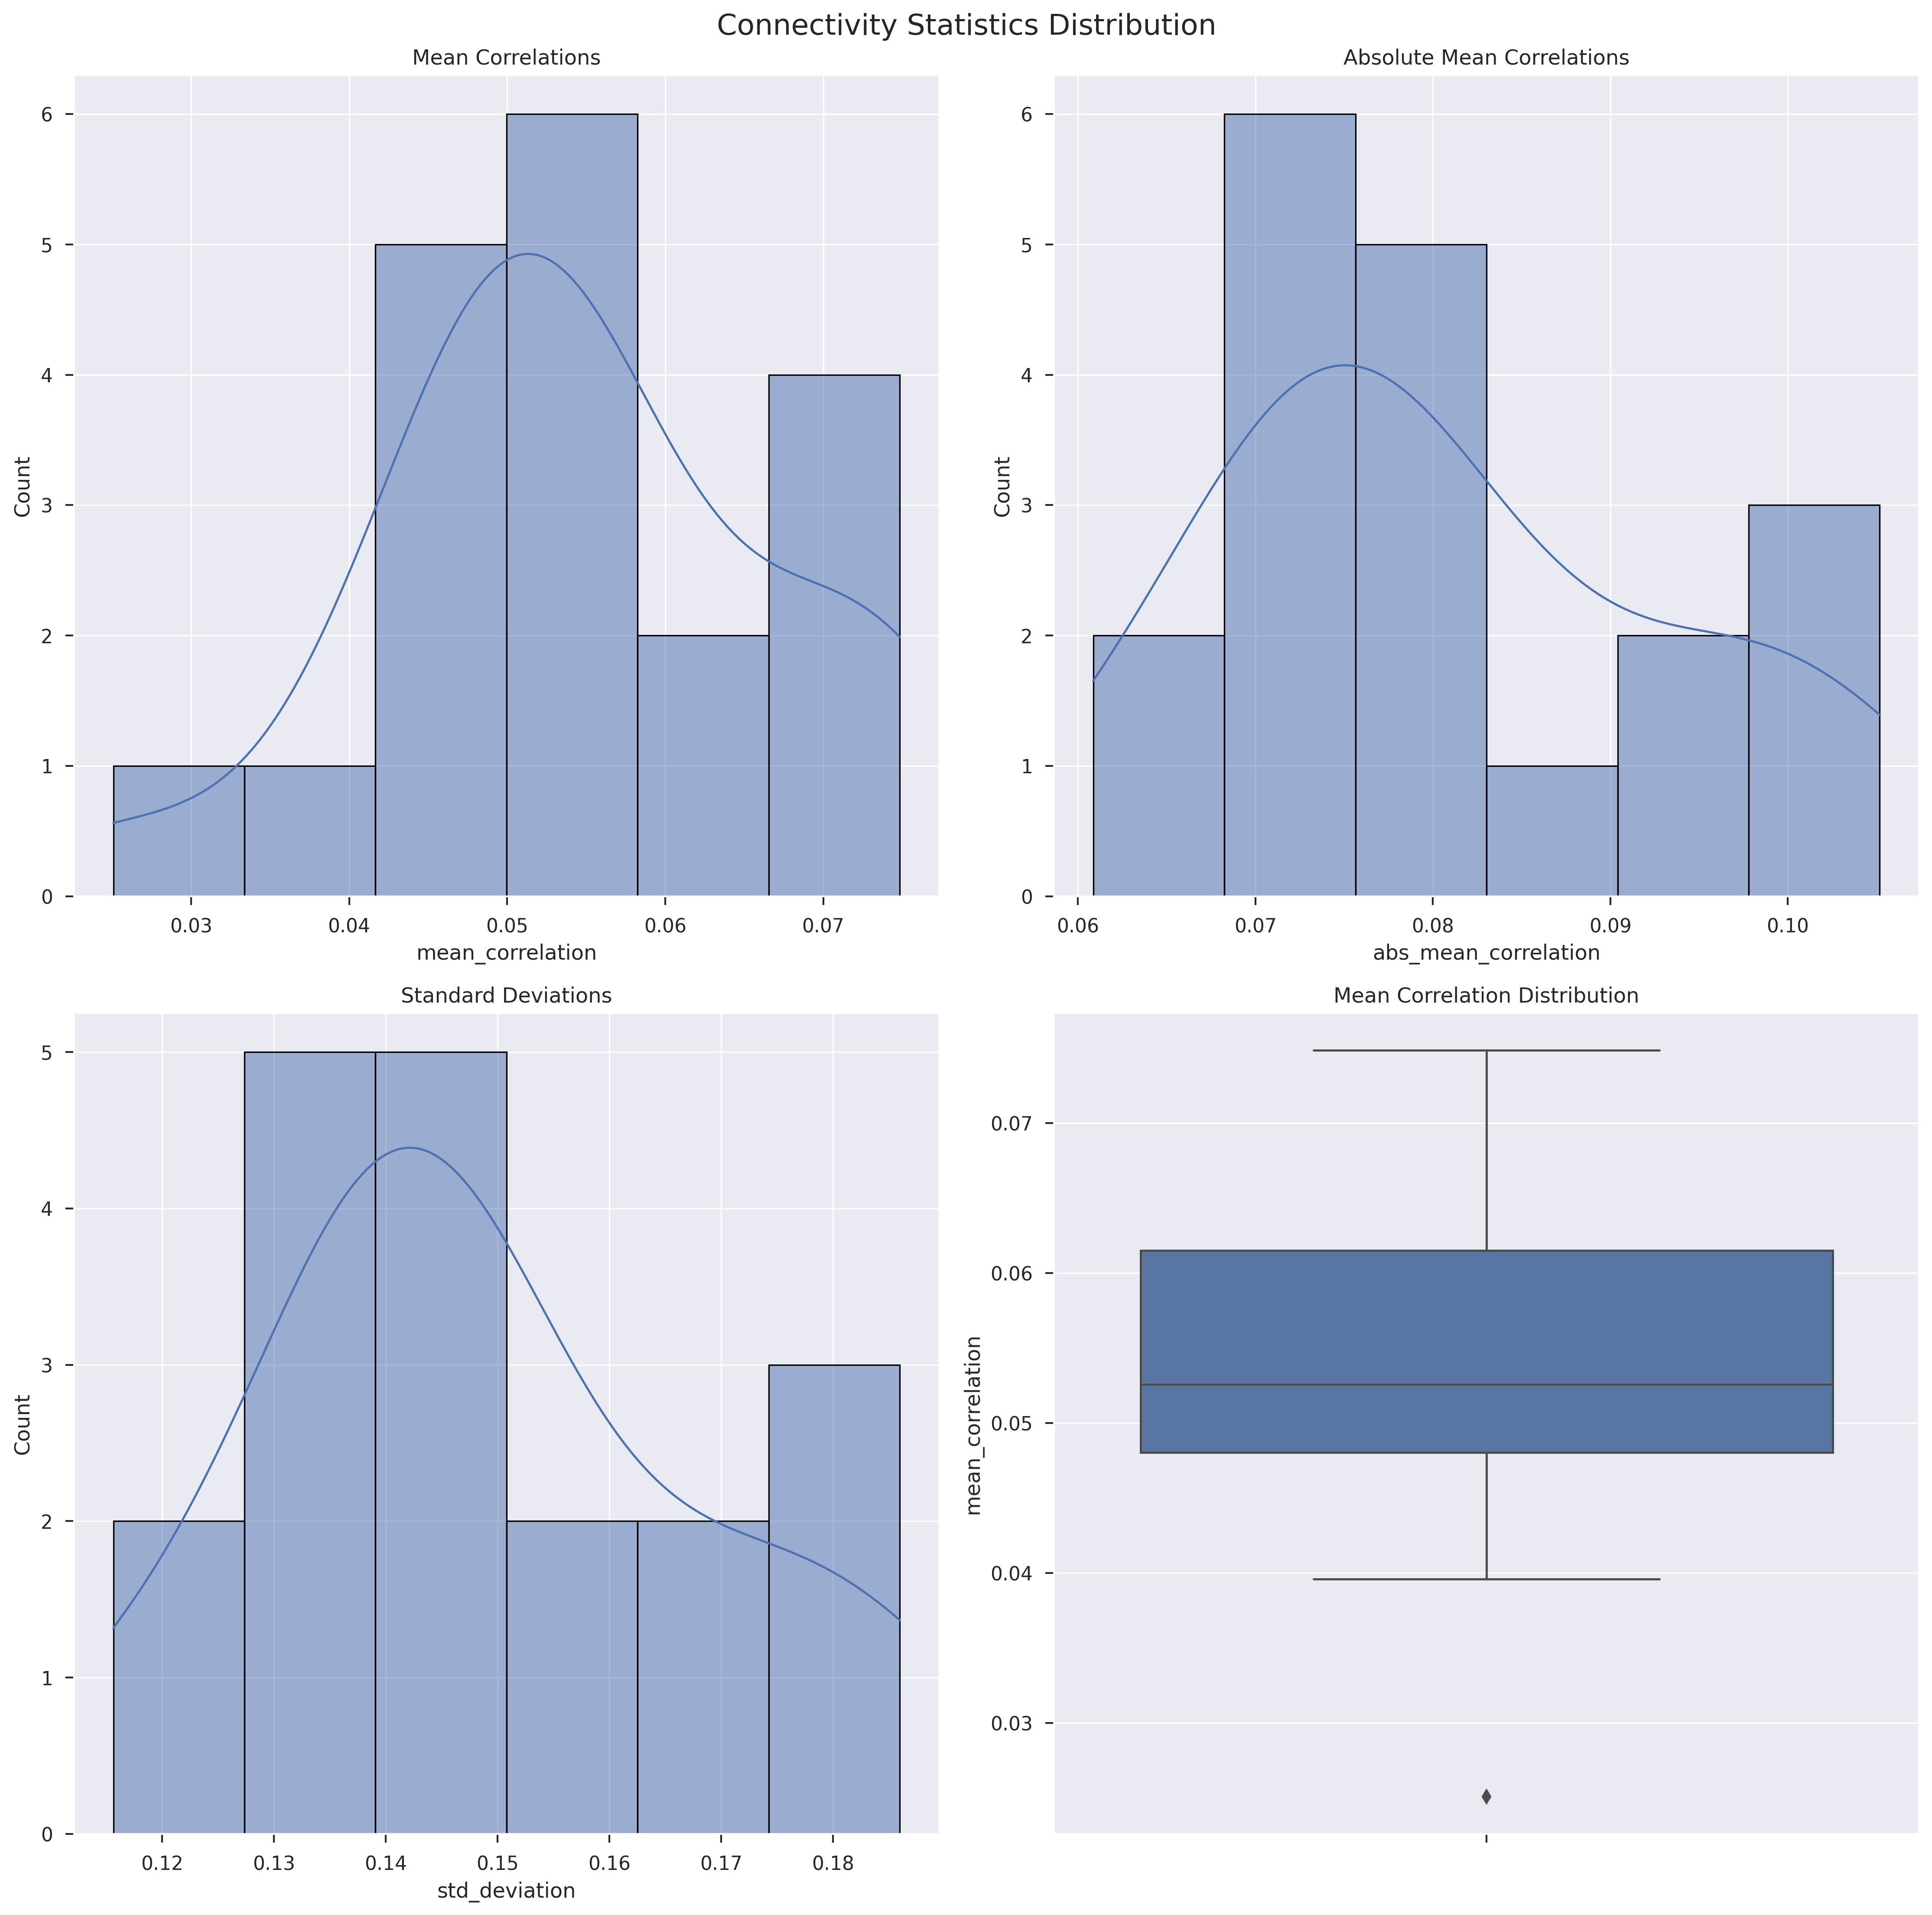 Connectivity Statistics Distribution
Mean Correlations
6
5
4
3
2
1
0
Count
0.03 0.04 0.05 0.06 0.07
mean_correlation
Absolute Mean Correlations
6
5
4
3
2
1
0
Count
0.06 0.07 0.08 0.09 0.10
abs_mean_correlation
Standard Deviations
5
4
3
2
1
0
Count
0.12 0.13 0.14 0.15 0.16 0.17 0.18
std_deviation
Mean Correlation Distribution
0.07
0.06
0.05
0.04
0.03
mean_correlation